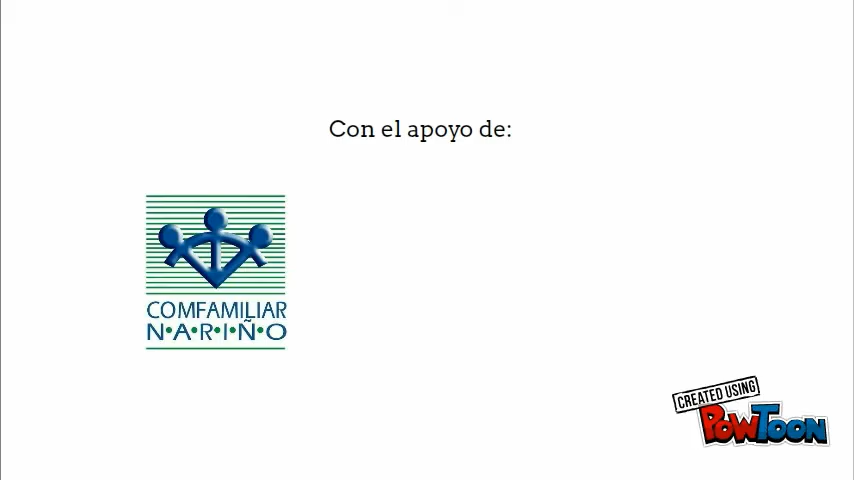 Con el apoyo de:
COMFAMILIAR
N•A•R•I•Ñ•O
CREATED USING
POWTOON